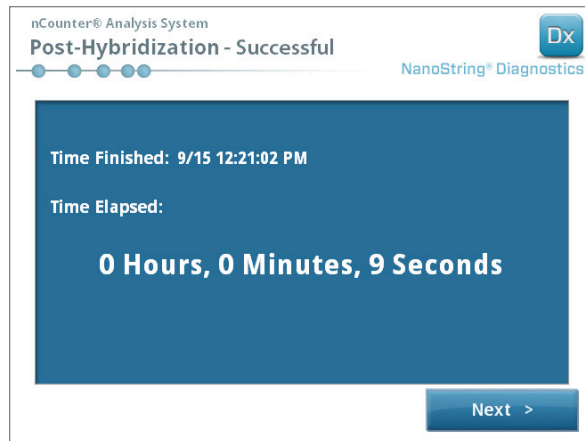 nCounter® Analysis System
Post-Hybridization - Successful
Dx
NanoString® Diagnostics
Time Finished: 9/15 12:21:02 PM
Time Elapsed:
0 Hours, 0 Minutes, 9 Seconds
Next >